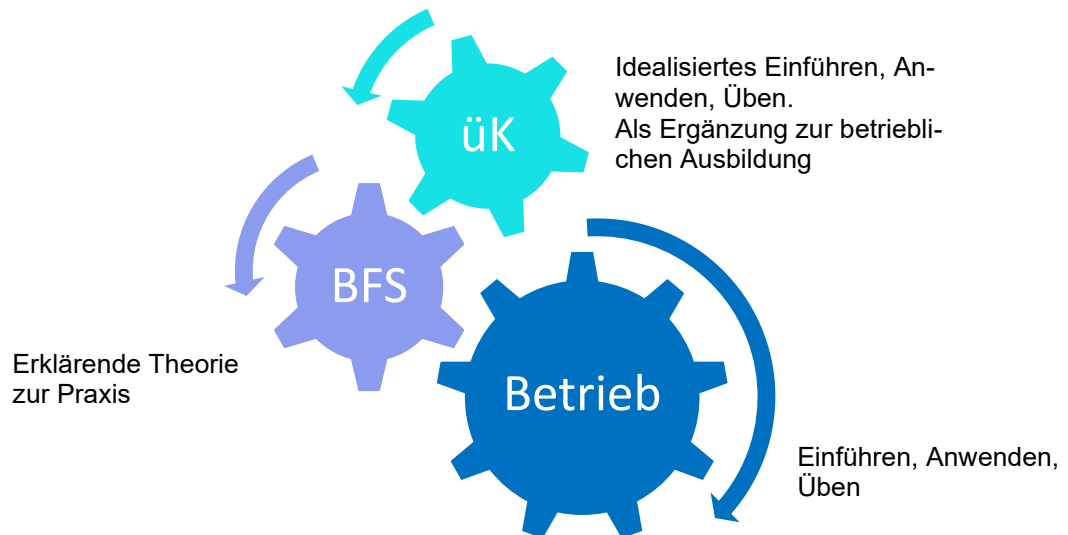 Idealisiertes Einführen, An-
wenden, Üben.
Als Ergänzung zur betriebli-
chen Ausbildung
üK
BFS
Erklärende Theorie
zur Praxis
Betrieb
Einführen, Anwenden,
Üben